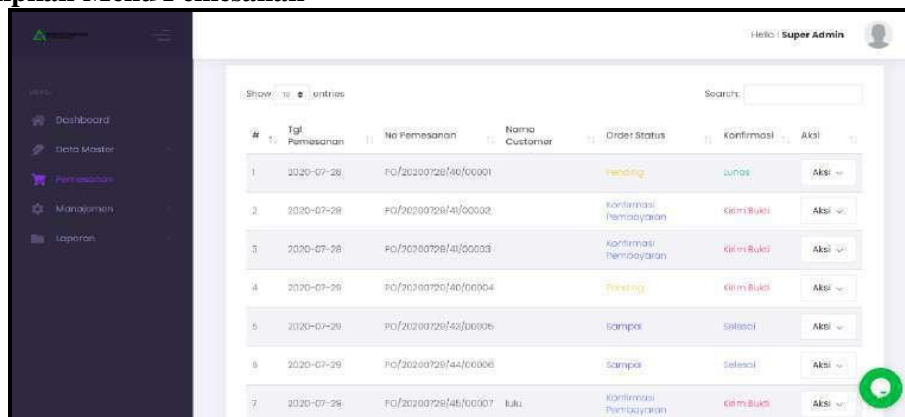 Hello ! Super Admin
MENU
Dashboard
Data Master
Pemesanan
Manajemen
Laporan
Show 10 entries
Search:
# Tgl Pemesanan No Pemesanan Nama Customer Order Status Konfirmasi Aksi
1 2020-07-28 PO/20200728/40/00001 Pending Lunas Aksi
2 2020-07-28 PO/20200728/41/00002 Konfirmasi Pembayaran Kirim Bukti Aksi
3 2020-07-28 PO/20200728/41/00003 Konfirmasi Pembayaran Kirim Bukti Aksi
4 2020-07-29 PO/20200729/40/00004 Pending Kirim Bukti Aksi
5 2020-07-29 PO/20200729/43/00005 Sampai Selesai Aksi
6 2020-07-29 PO/20200729/44/00006 Sampai Selesai Aksi
7 2020-07-29 PO/20200729/45/00007 lulu Konfirmasi Pembayaran Kirim Bukti Aksi